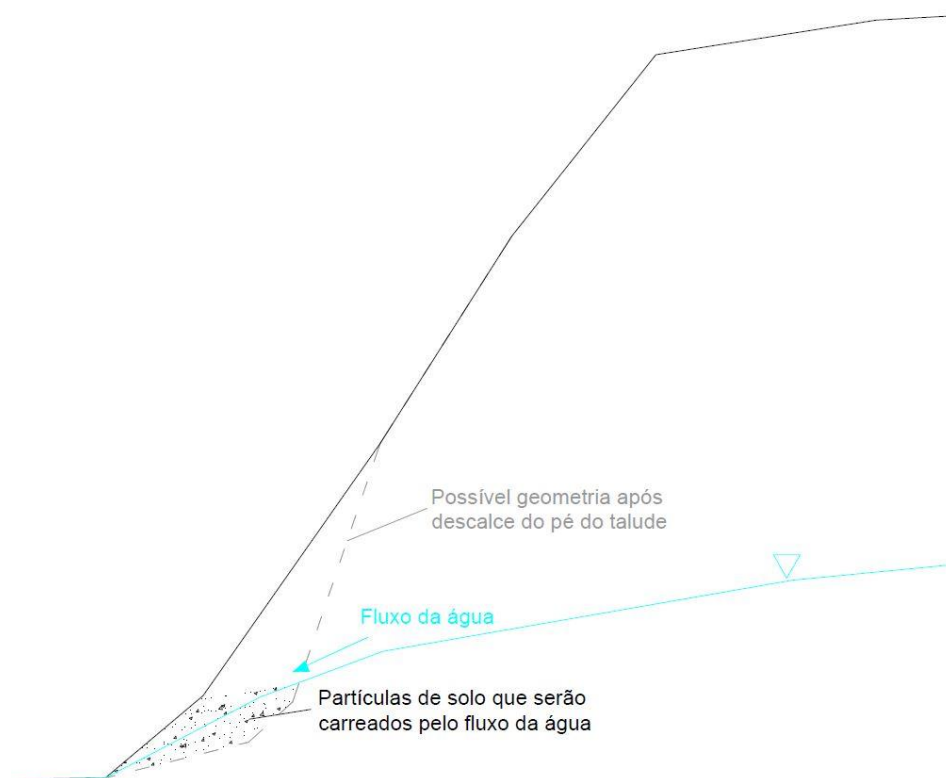 Possível geometria após
descalce do pé do talude
Fluxo da água
Partículas de solo que serão
carreados pelo fluxo da água